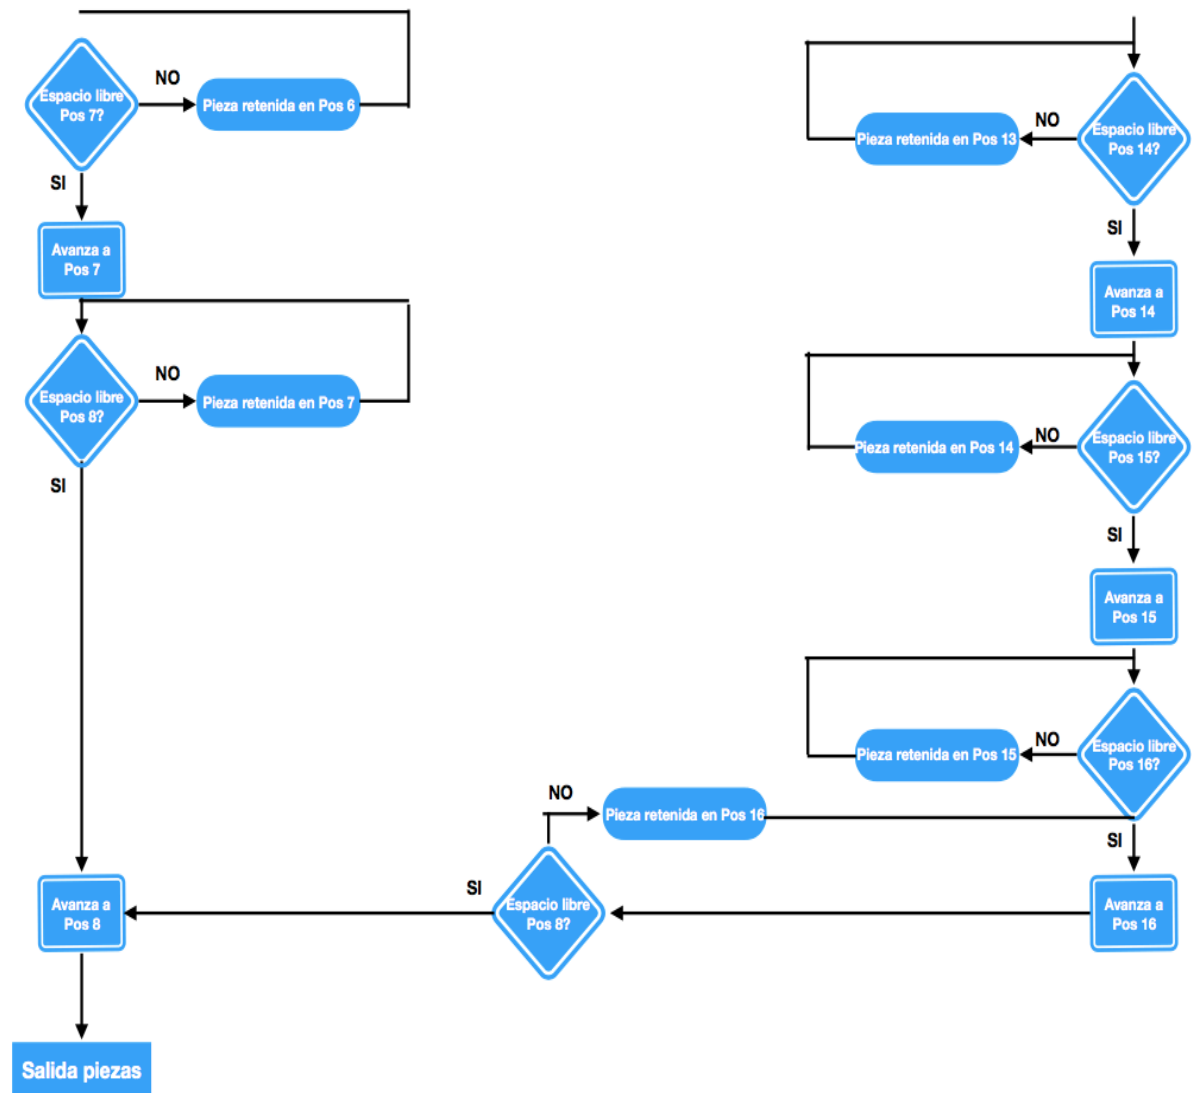 NO
Espacio libre
Pos 7?
Pieza retenida en Pos 6
SI
Avanza a
Pos 7
NO
Espacio libre
Pos 8?
Pieza retenida en Pos 7
SI
Avanza a
Pos 8
Salida piezas
NO
Espacio libre
Pos 14?
Pieza retenida en Pos 13
SI
Avanza a
Pos 14
NO
Espacio libre
Pos 15?
Pieza retenida en Pos 14
SI
Avanza a
Pos 15
NO
Espacio libre
Pos 16?
Pieza retenida en Pos 15
SI
Avanza a
Pos 16
NO
Pieza retenida en Pos 16
SI
Espacio libre
Pos 8?